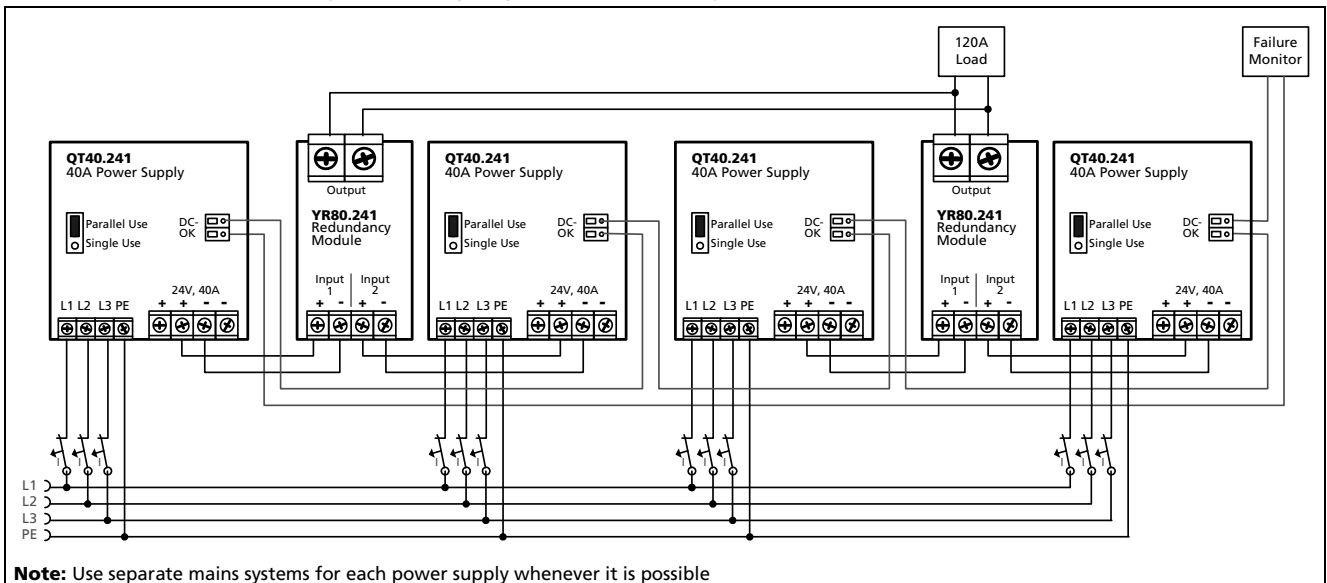 120A
Load
Failure
Monitor
QT40.241
40A Power Supply
Parallel Use
Single Use
DC-
OK
24V, 40A
+ + - -
L1 L2 L3 PE
Output
YR80.241
Redundancy
Module
Input
1
Input
2
+ - + -
QT40.241
40A Power Supply
Parallel Use
Single Use
DC-
OK
24V, 40A
+ + - -
L1 L2 L3 PE
QT40.241
40A Power Supply
Parallel Use
Single Use
DC-
OK
24V, 40A
+ + - -
L1 L2 L3 PE
Output
YR80.241
Redundancy
Module
Input
1
Input
2
+ - + -
QT40.241
40A Power Supply
Parallel Use
Single Use
DC-
OK
24V, 40A
+ + - -
L1 L2 L3 PE
I I I
I I I
I I I
I I I
L1
L2
L3
PE
Note: Use separate mains systems for each power supply whenever it is possible